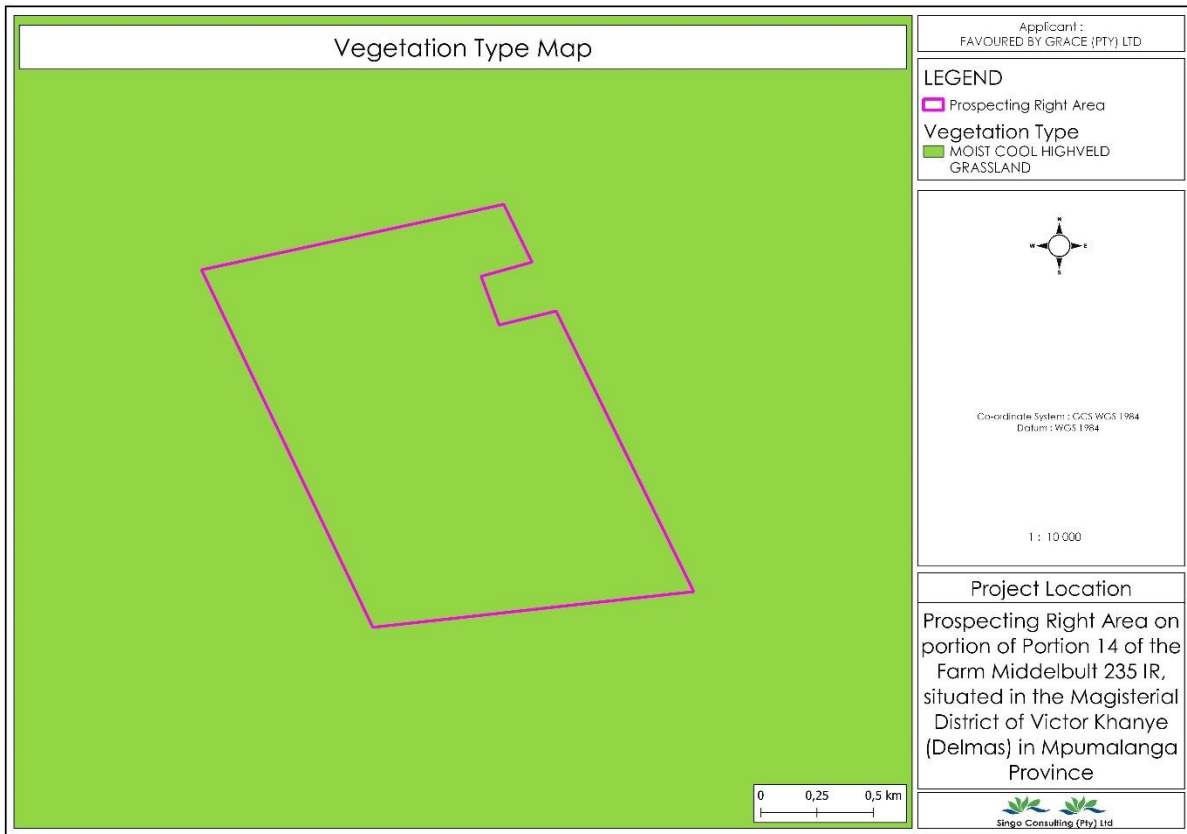 Vegetation Type Map
Applicant :
FAVOURED BY GRACE (PTY) LTD
LEGEND
Prospecting Right Area
Vegetation Type
MOIST COOL HIGHVELD
GRASSLAND
N
W E
S
Co-ordinate System : GCS WGS 1984
Datum : WGS 1984
1 : 10 000
Project Location
Prospecting Right Area on
portion of Portion 14 of the
Farm Middelbult 235 IR,
situated in the Magisterial
District of Victor Khanye
(Delmas) in Mpumalanga
Province
0 0,25 0,5 km
Singo Consulting (Pty) Ltd